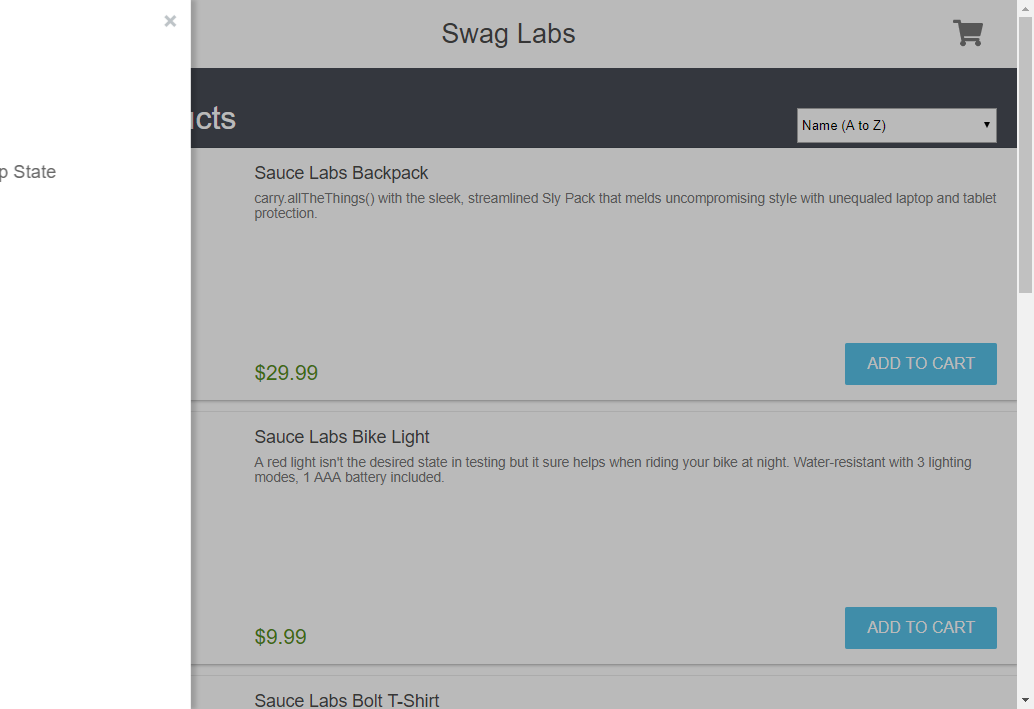 ×
Swag Labs
ucts
Name (A to Z)
p State
Sauce Labs Backpack
carry.allTheThings() with the sleek, streamlined Sly Pack that melds uncompromising style with unequaled laptop and tablet
protection.
$29.99
ADD TO CART
Sauce Labs Bike Light
A red light isn't the desired state in testing but it sure helps when riding your bike at night. Water-resistant with 3 lighting
modes, 1 AAA battery included.
$9.99
ADD TO CART
Sauce Labs Bolt T-Shirt